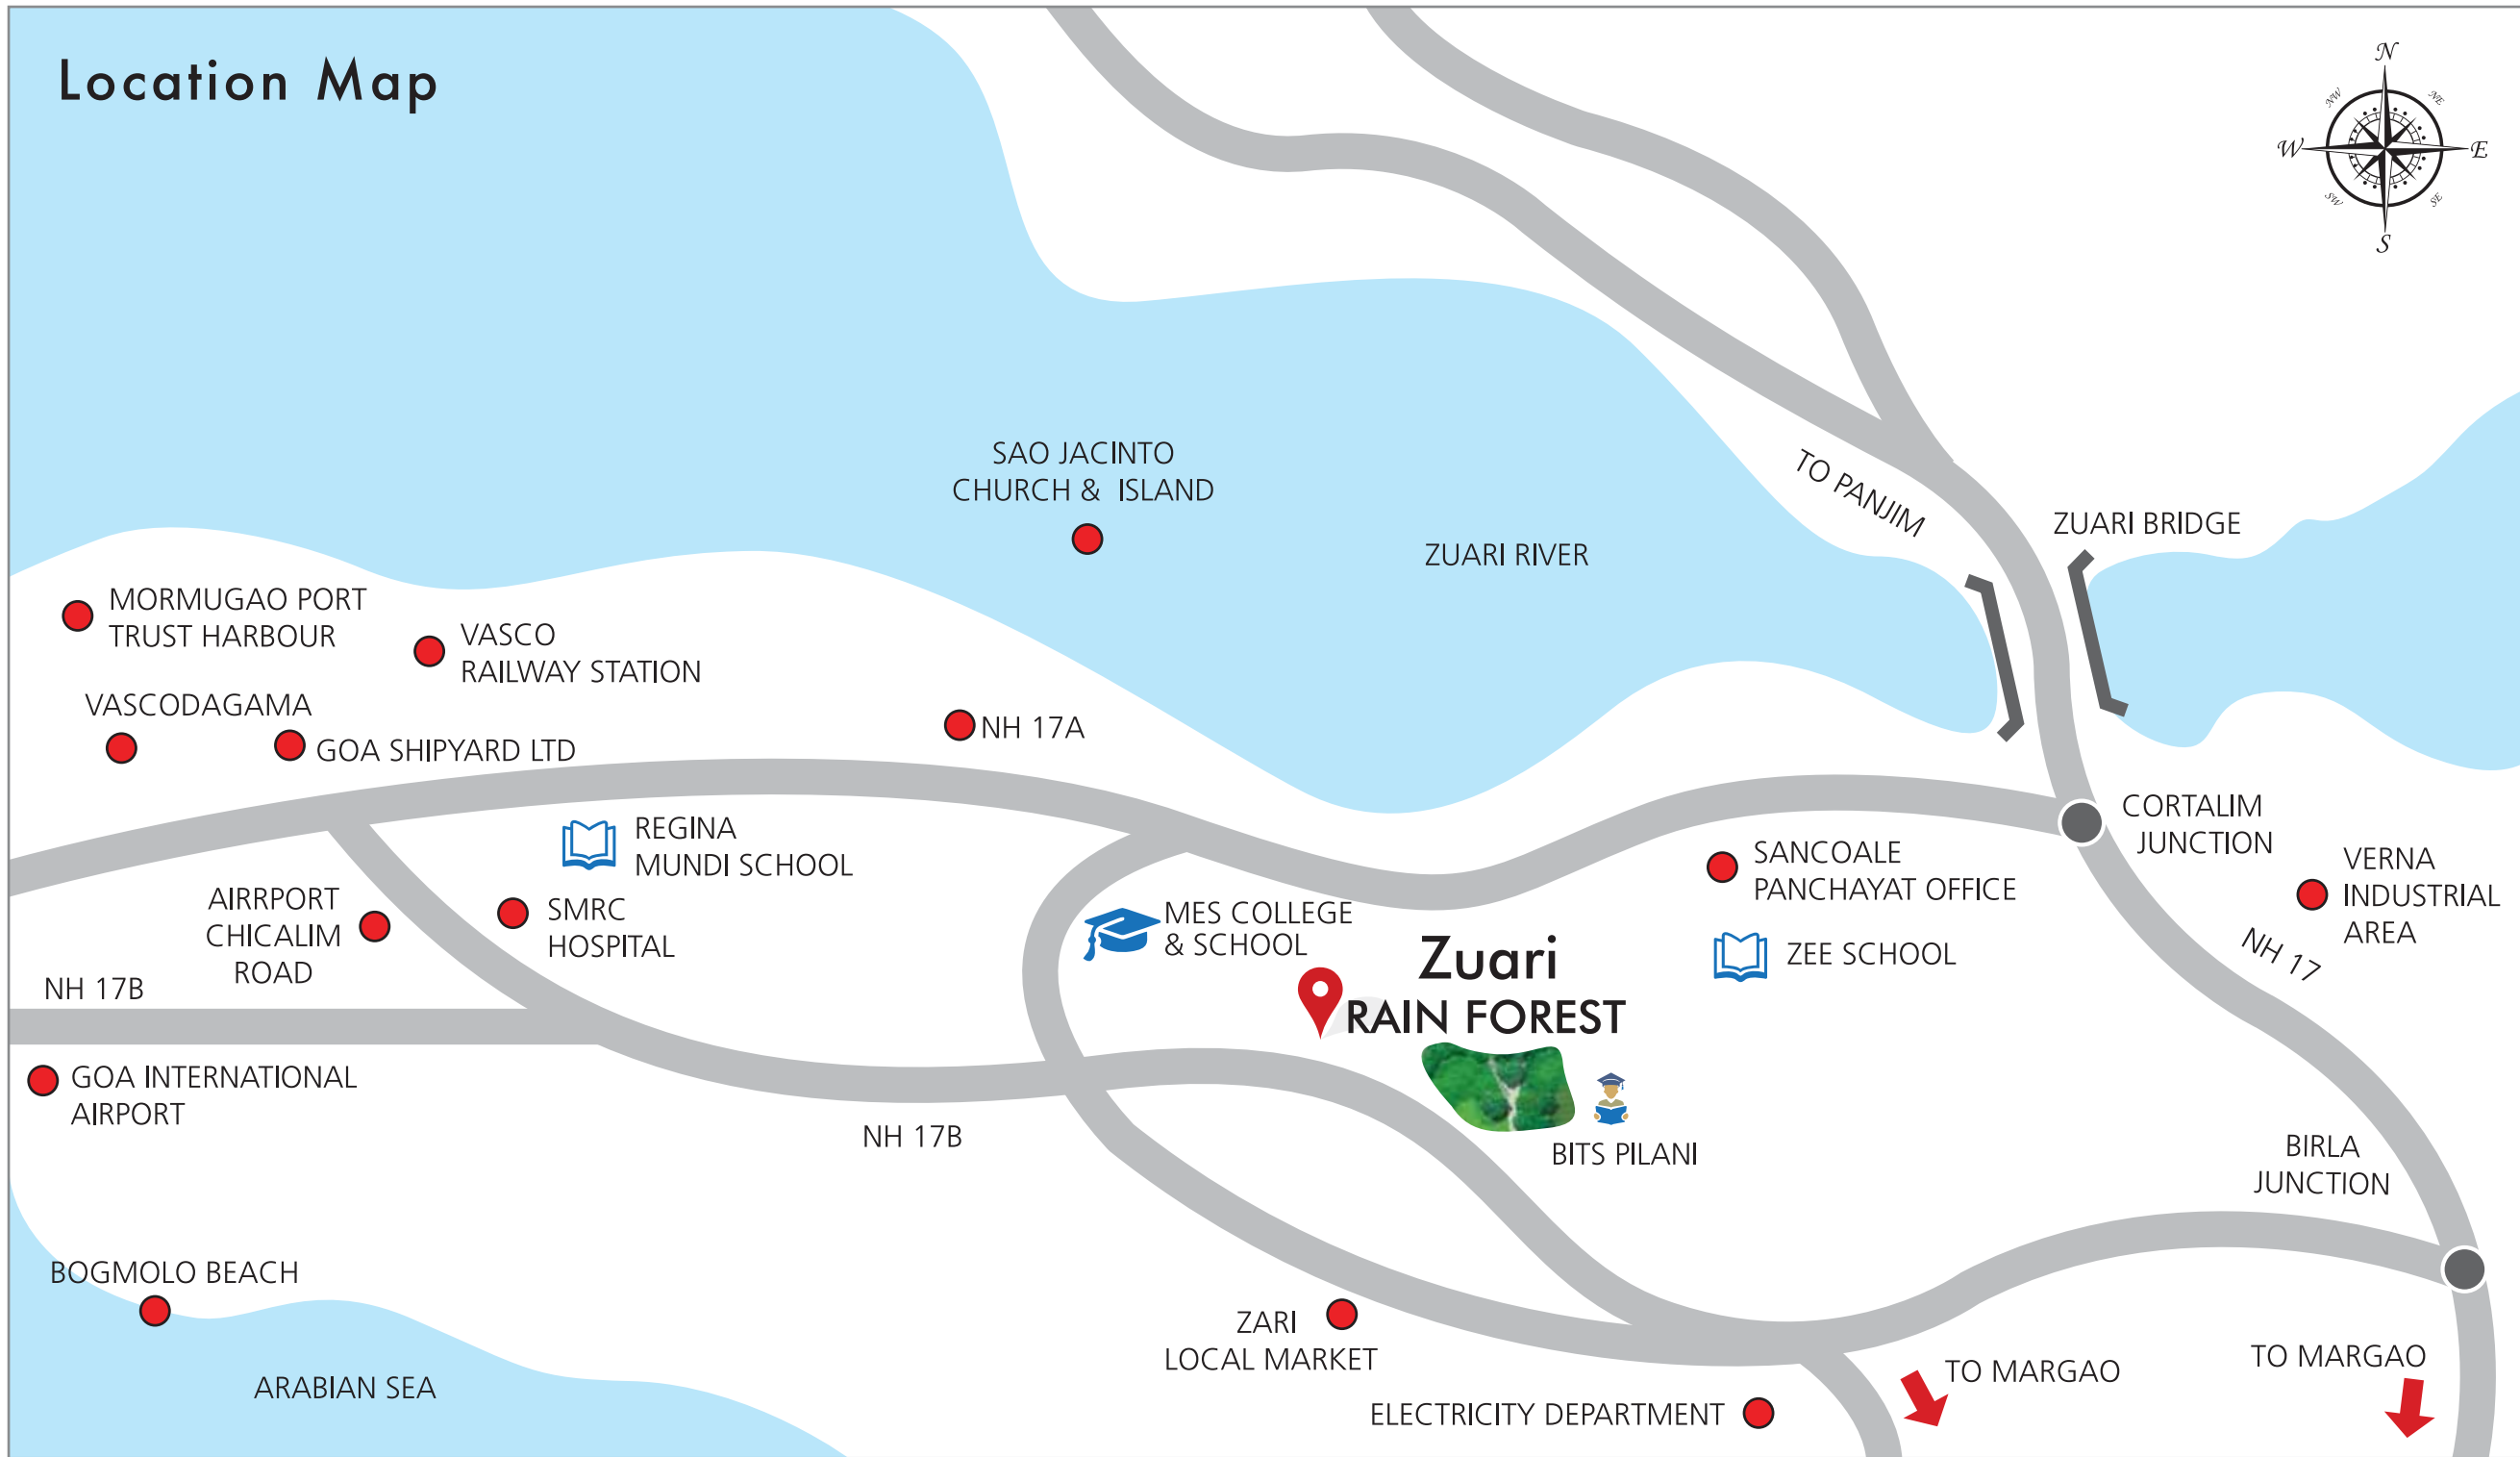 Location Map
N
NW
NE
W
E
SW
SE
S
SAO JACINTO
CHURCH & ISLAND
TO PANJIM
ZUARI BRIDGE
ZUARI RIVER
MORMUGAO PORT
TRUST HARBOUR
VASCO
RAILWAY STATION
VASCODAGAMA
GOA SHIPYARD LTD
NH 17A
REGINA
MUNDI SCHOOL
CORTALIM
JUNCTION
SANCOALE
PANCHAYAT OFFICE
VERNA
INDUSTRIAL
AREA
AIRRPORT
CHICALIM
ROAD
SMRC
HOSPITAL
MES COLLEGE
& SCHOOL
Zuari
RAIN FOREST
ZEE SCHOOL
NH 17
NH 17B
GOA INTERNATIONAL
AIRPORT
NH 17B
BITS PILANI
BIRLA
JUNCTION
BOGMOLO BEACH
ZARI
LOCAL MARKET
ARABIAN SEA
TO MARGAO
TO MARGAO
ELECTRICITY DEPARTMENT